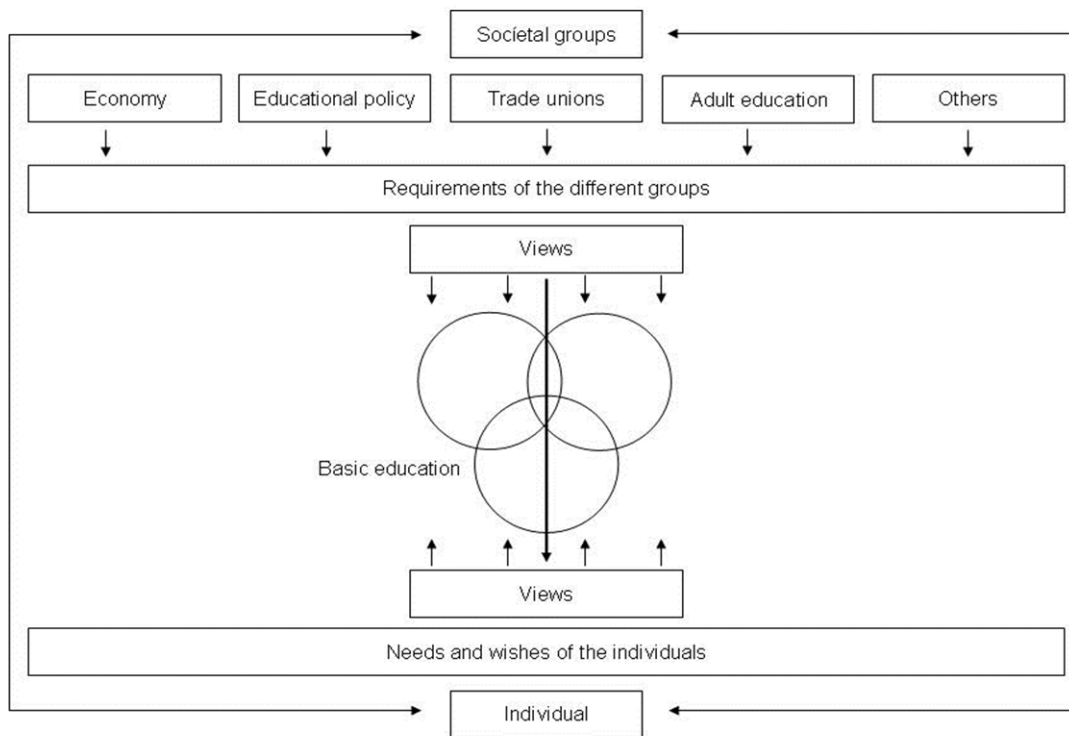 Socíetal groups
Economy
Educational policy
Trade unions
Adult education
Others
Requirements of the different groups
Views
Basic education
Views
Needs and wishes of the individuals
Individual